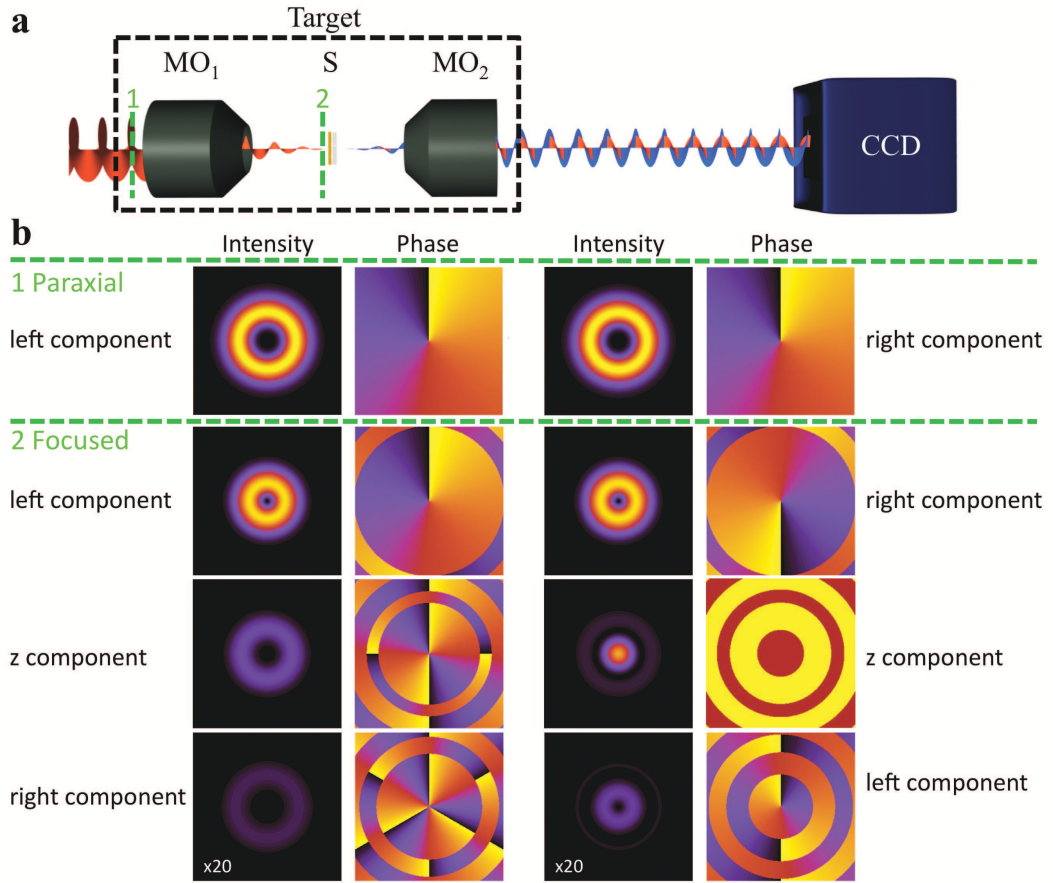 a
Target
MO₁ S MO₂
1 2
CCD
b
Intensity Phase Intensity Phase
1 Paraxial
left component right component
2 Focused
left component right component
z component z component
right component left component
x20 x20